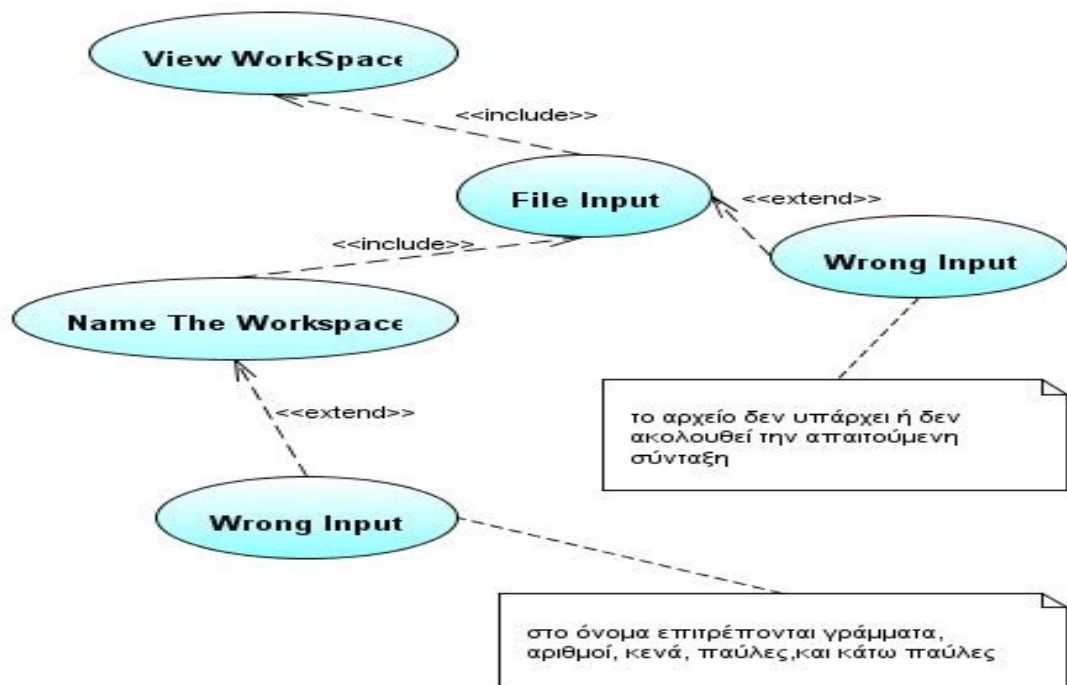 View WorkSpace
<<include>>
File Input
<<extend>>
<<include>>
Wrong Input
Name The Workspace
<<extend>>
το αρχείο δεν υπάρχει ή δεν
ακολουθεί την απαιτούμενη
σύνταξη
Wrong Input
στο όνομα επιτρέπονται γράμματα,
αριθμοί, κενά, παύλες,και κάτω παύλες